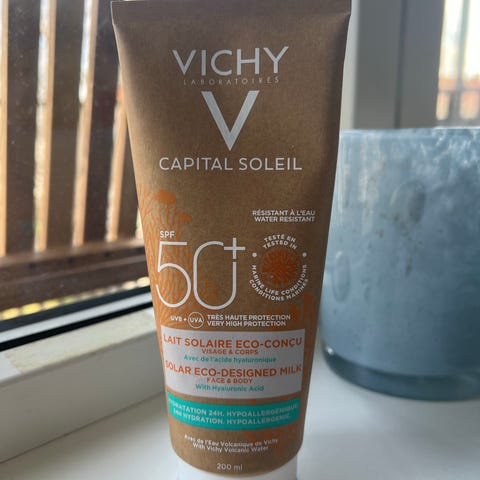 VICHY
LABORATOIRES
V
CAPITAL SOLEIL
RÉSISTANT À L'EAU
WATER RESISTANT
SPF
50+
TESTÉ EN
TESTED IN
MARINE LIFE CONDITIONS
CONDITIONS MARINES
UVB + UVA
TRÈS HAUTE PROTECTION
VERY HIGH PROTECTION
LAIT SOLAIRE ECO-CONÇU
VISAGE & CORPS
Avec de l'acide hyaluronique
SOLAR ECO-DESIGNED MILK
FACE & BODY
With Hyaluronic Acid
HYDRATATION 24H. HYPOALLERGÉNIQUE.
24H HYDRATION. HYPOALLERGENIC.
Avec de l'Eau Volcanique de Vichy
With Vichy Volcanic Water
200 ml